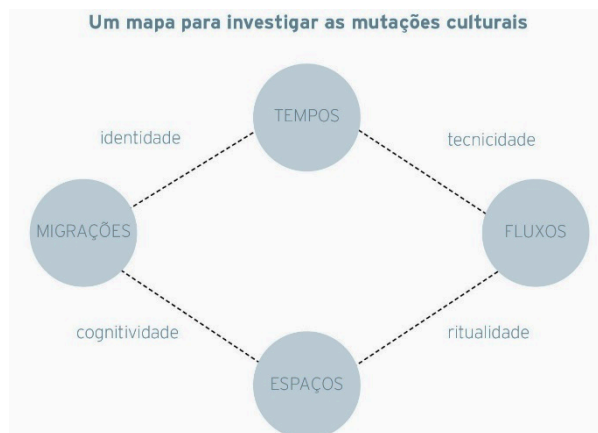 Um mapa para investigar as mutações culturais
TEMPOS
identidade
tecnicidade
MIGRAÇÕES
FLUXOS
cognitividade
ritualidade
ESPAÇOS